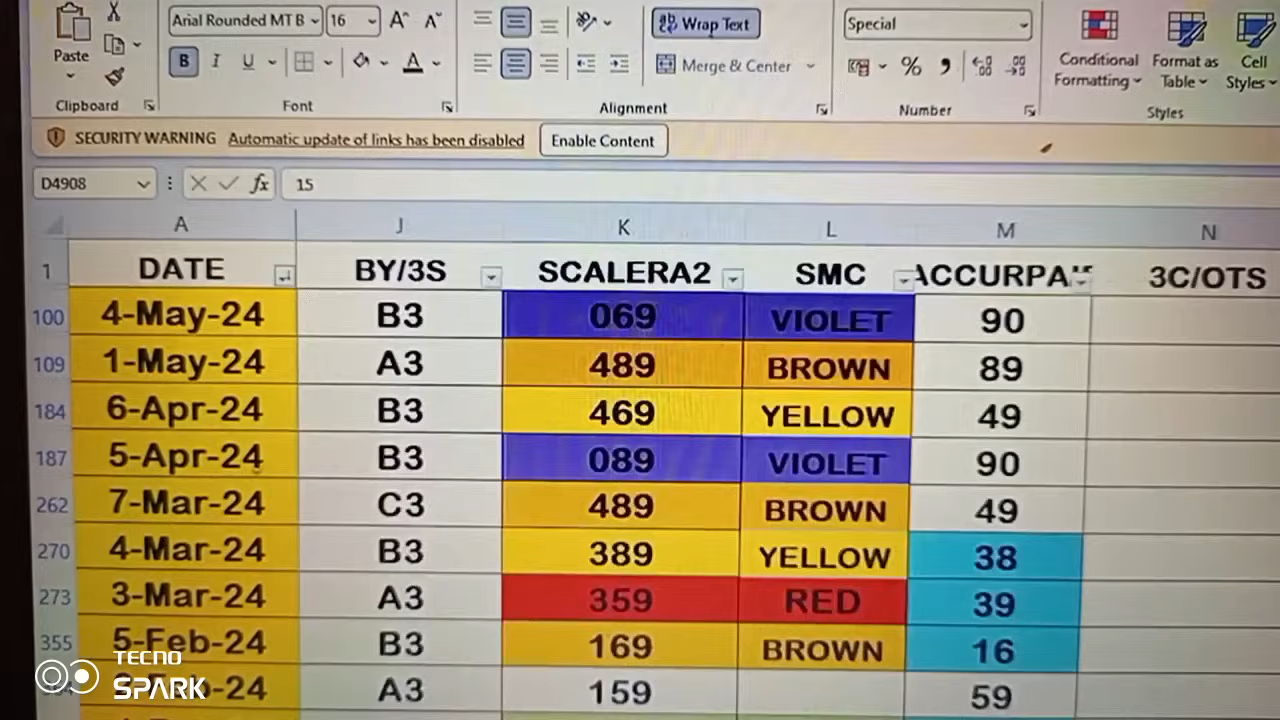 Arial Rounded MT B 16 A^ A˅
Wrap Text
Special
Paste
B I U A
Merge & Center
% 9
Conditional Formatting
Format as Table
Cell Styles
Clipboard
Font
Alignment
Number
Styles
SECURITY WARNING Automatic update of links has been disabled Enable Content
D4908 fx 15
A J K L M N
1 DATE BY/3S SCALERA2 SMC 3C/OTS
100 4-May-24 B3 069 VIOLET 90
109 1-May-24 A3 489 BROWN 89
184 6-Apr-24 B3 469 YELLOW 49
187 5-Apr-24 B3 089 VIOLET 90
262 7-Mar-24 C3 489 BROWN 49
270 4-Mar-24 B3 389 YELLOW 38
273 3-Mar-24 A3 359 RED 39
355 5-Feb-24 B3 169 BROWN 16
A3 159 59
TECNO
SPARK